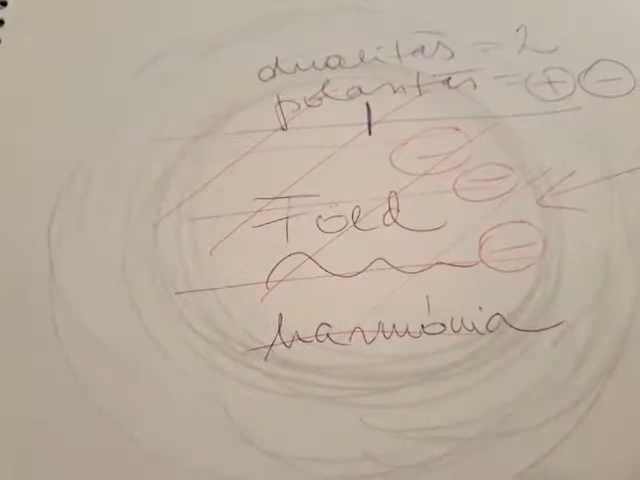 dualitás = 2
polaritás = ⊕ ⊖
⊖
⊖
Föld
⊖
harmónia